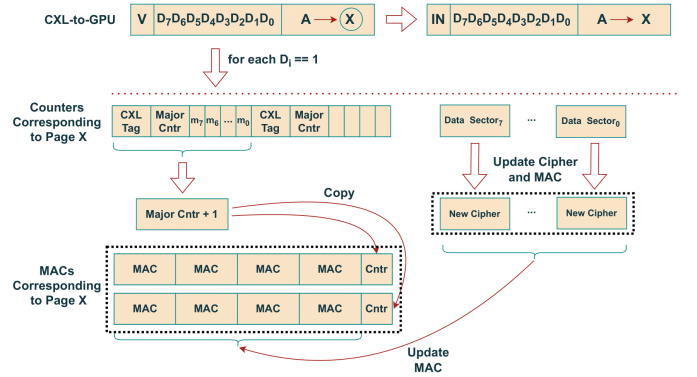 CXL-to-GPU
V D₇D₆D₅D₄D₃D₂D₁D₀ A X
IN D₇D₆D₅D₄D₃D₂D₁D₀ A X
for each Dᵢ == 1
Counters
Corresponding
to Page X
CXL
Tag
Major
Cntr
m₇ m₆ ... m₀
CXL
Tag
Major
Cntr
Data Sector₇ ... Data Sector₀
Update Cipher
and MAC
Copy
Major Cntr + 1
New Cipher ... New Cipher
MACs
Corresponding
to Page X
MAC MAC MAC MAC Cntr
MAC MAC MAC MAC Cntr
Update
MAC